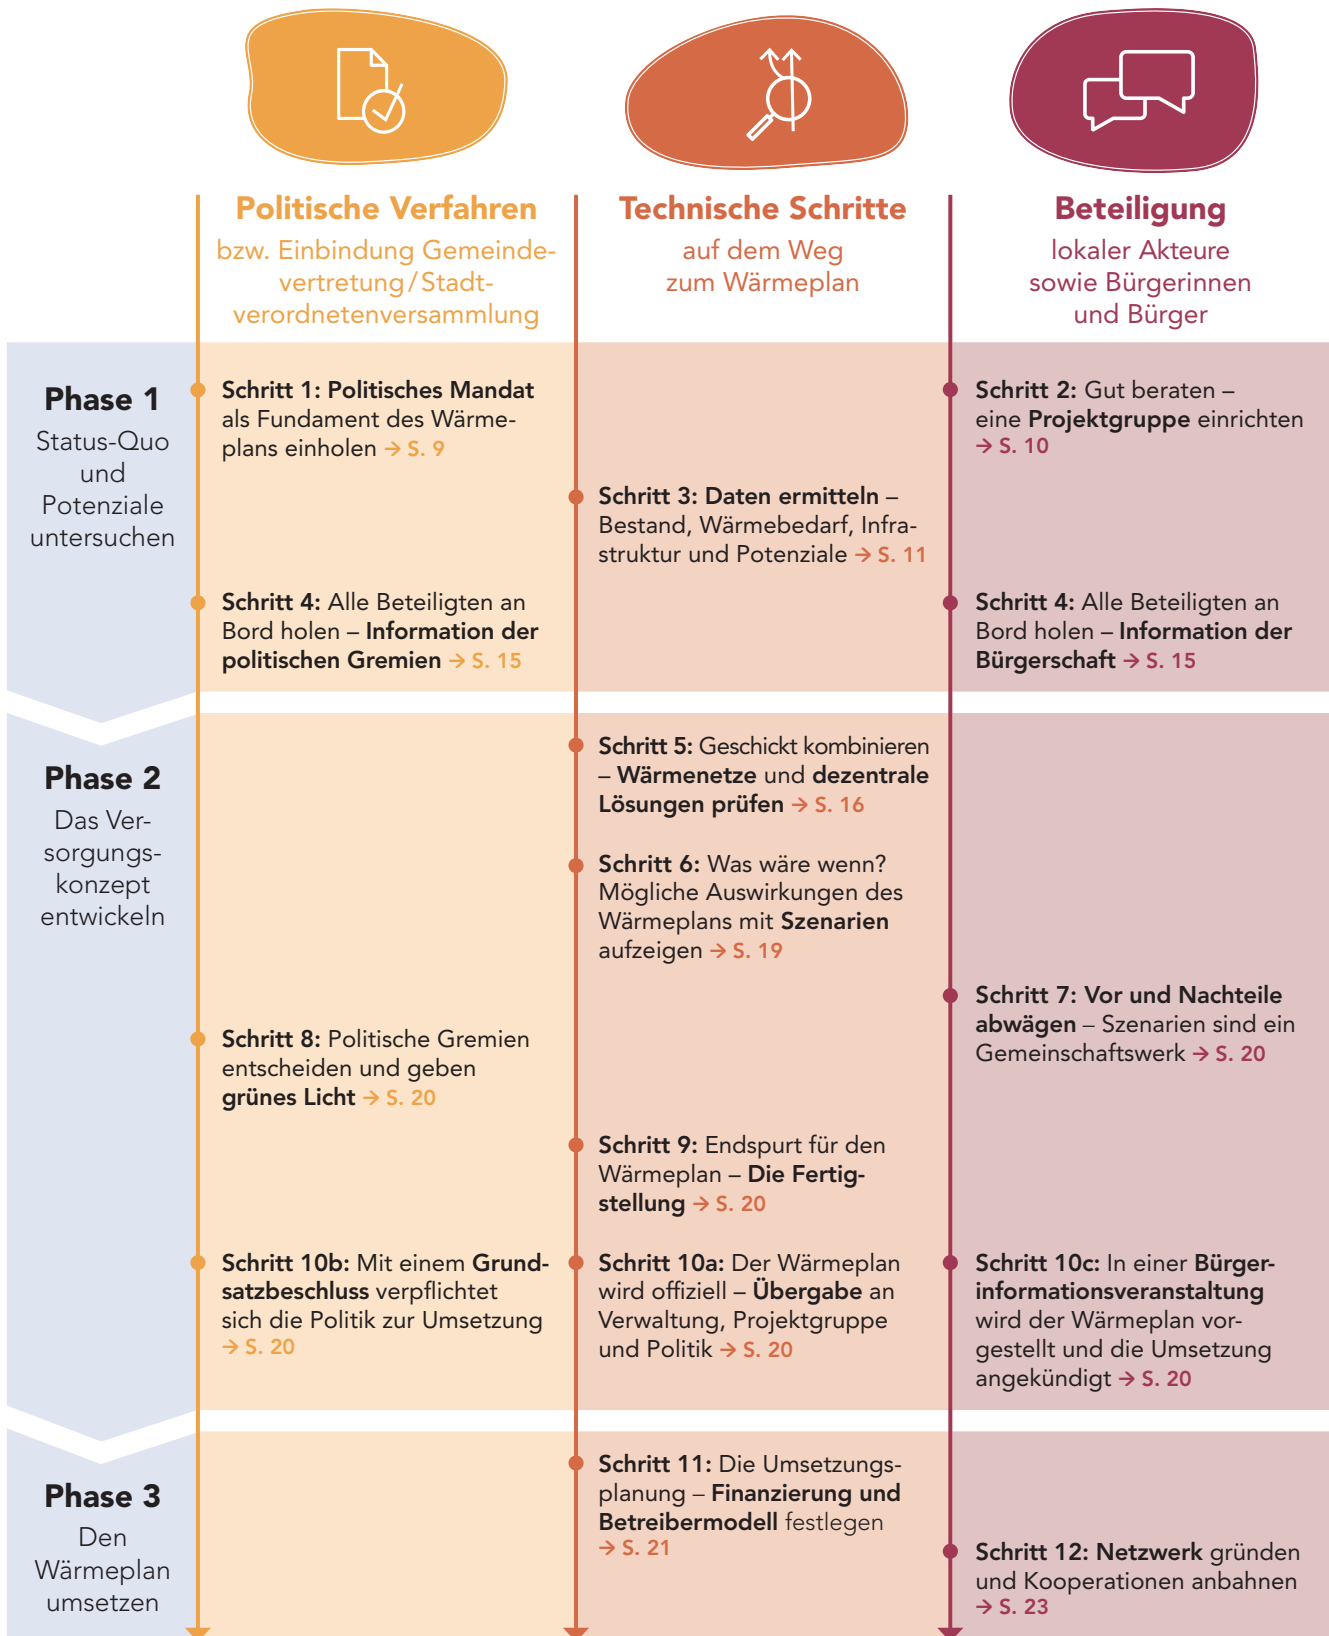 Politische Verfahren
bzw. Einbindung Gemeinde-
vertretung/Stadt-
verordnetenversammlung
Technische Schritte
auf dem Weg
zum Wärmeplan
Beteiligung
lokaler Akteure
sowie Bürgerinnen
und Bürger
Phase 1
Status-Quo
und
Potenziale
untersuchen
Schritt 1: Politisches Mandat
als Fundament des Wärme-
plans einholen → S. 9
Schritt 2: Gut beraten –
eine Projektgruppe einrichten
→ S. 10
Schritt 3: Daten ermitteln –
Bestand, Wärmebedarf, Infra-
struktur und Potenziale → S. 11
Schritt 4: Alle Beteiligten an
Bord holen – Information der
politischen Gremien → S. 15
Schritt 4: Alle Beteiligten an
Bord holen – Information der
Bürgerschaft → S. 15
Phase 2
Das Ver-
sorgungs-
konzept
entwickeln
Schritt 5: Geschickt kombinieren
– Wärmenetze und dezentrale
Lösungen prüfen → S. 16
Schritt 6: Was wäre wenn?
Mögliche Auswirkungen des
Wärmeplans mit Szenarien
aufzeigen → S. 19
Schritt 7: Vor und Nachteile
abwägen – Szenarien sind ein
Gemeinschaftswerk → S. 20
Schritt 8: Politische Gremien
entscheiden und geben
grünes Licht → S. 20
Schritt 9: Endspurt für den
Wärmeplan – Die Fertig-
stellung → S. 20
Schritt 10b: Mit einem Grund-
satzbeschluss verpflichtet
sich die Politik zur Umsetzung
→ S. 20
Schritt 10a: Der Wärmeplan
wird offiziell – Übergabe an
Verwaltung, Projektgruppe
und Politik → S. 20
Schritt 10c: In einer Bürger-
informationsveranstaltung
wird der Wärmeplan vor-
gestellt und die Umsetzung
angekündigt → S. 20
Phase 3
Den
Wärmeplan
umsetzen
Schritt 11: Die Umsetzungs-
planung – Finanzierung und
Betreibermodell festlegen
→ S. 21
Schritt 12: Netzwerk gründen
und Kooperationen anbahnen
→ S. 23